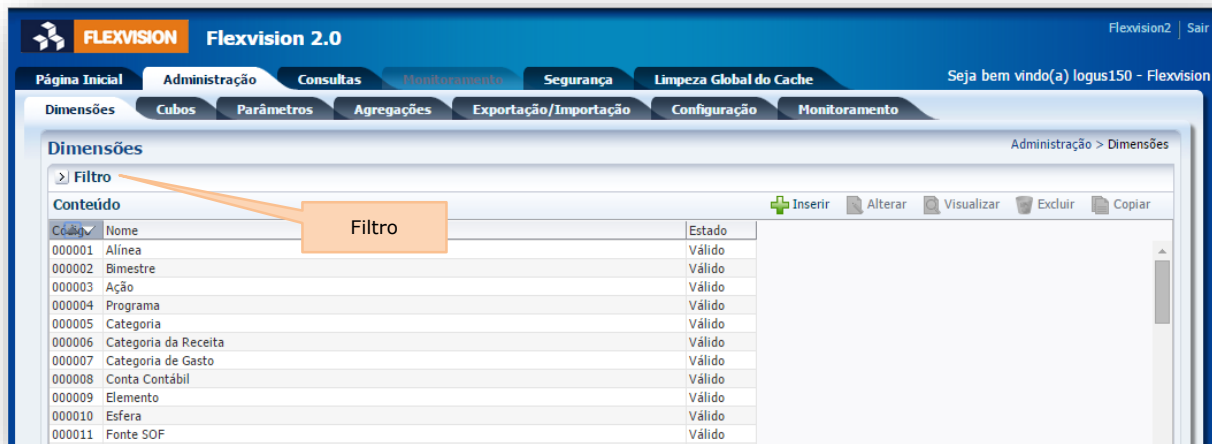 Flexvision2 | Sair
FLEXVISION Flexvision 2.0
Página Inicial Administração Consultas Monitoramento Segurança Limpeza Global do Cache Seja bem vindo(a) logus150 - Flexvision
Dimensões Cubos Parâmetros Agregações Exportação/Importação Configuração Monitoramento
Dimensões Administração > Dimensões
Filtro
Filtro
Conteúdo Inserir Alterar Visualizar Excluir Copiar
Código Nome Estado
000001 Alínea Válido
000002 Bimestre Válido
000003 Ação Válido
000004 Programa Válido
000005 Categoria Válido
000006 Categoria da Receita Válido
000007 Categoria de Gasto Válido
000008 Conta Contábil Válido
000009 Elemento Válido
000010 Esfera Válido
000011 Fonte SOF Válido